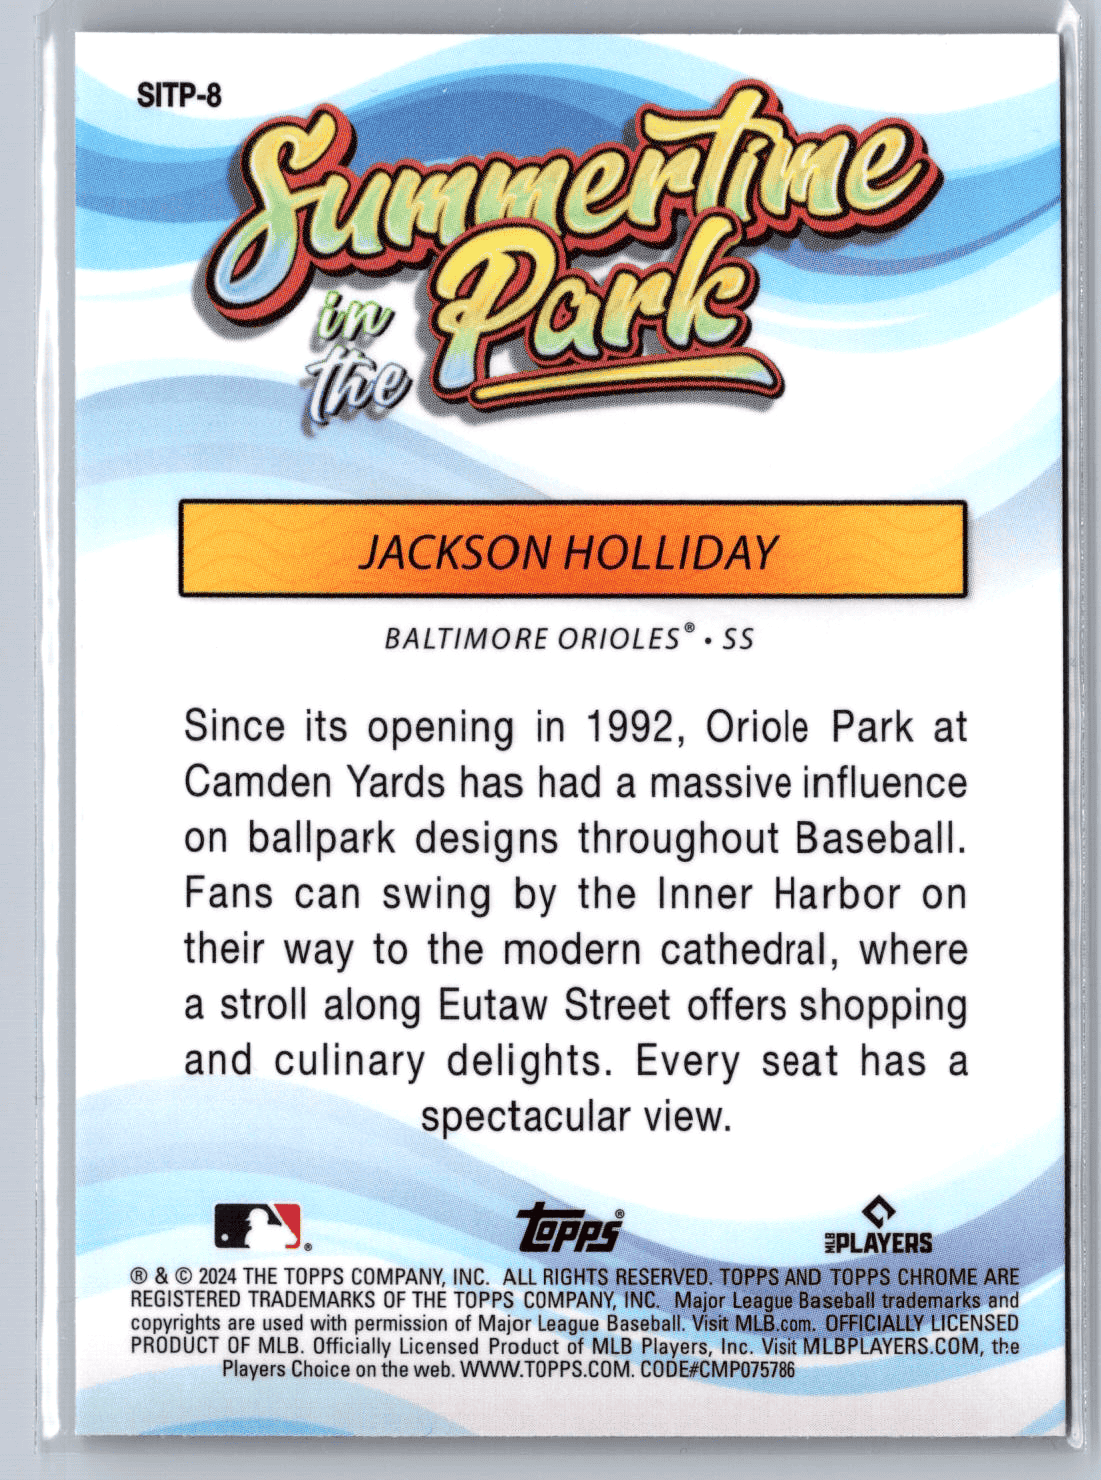 SITP-8
Summertime
in the
Park
JACKSON HOLLIDAY
BALTIMORE ORIOLES® • SS
Since its opening in 1992, Oriole Park at
Camden Yards has had a massive influence
on ballpark designs throughout Baseball.
Fans can swing by the Inner Harbor on
their way to the modern cathedral, where
a stroll along Eutaw Street offers shopping
and culinary delights. Every seat has a
spectacular view.
® Topps® MLB PLAYERS
® & © 2024 THE TOPPS COMPANY, INC. ALL RIGHTS RESERVED. TOPPS AND TOPPS CHROME ARE
REGISTERED TRADEMARKS OF THE TOPPS COMPANY, INC. Major League Baseball trademarks and
copyrights are used with permission of Major League Baseball. Visit MLB.com. OFFICIALLY LICENSED
PRODUCT OF MLB. Officially Licensed Product of MLB Players, Inc. Visit MLBPLAYERS.COM, the
Players Choice on the web. WWW.TOPPS.COM. CODE#CMP075786